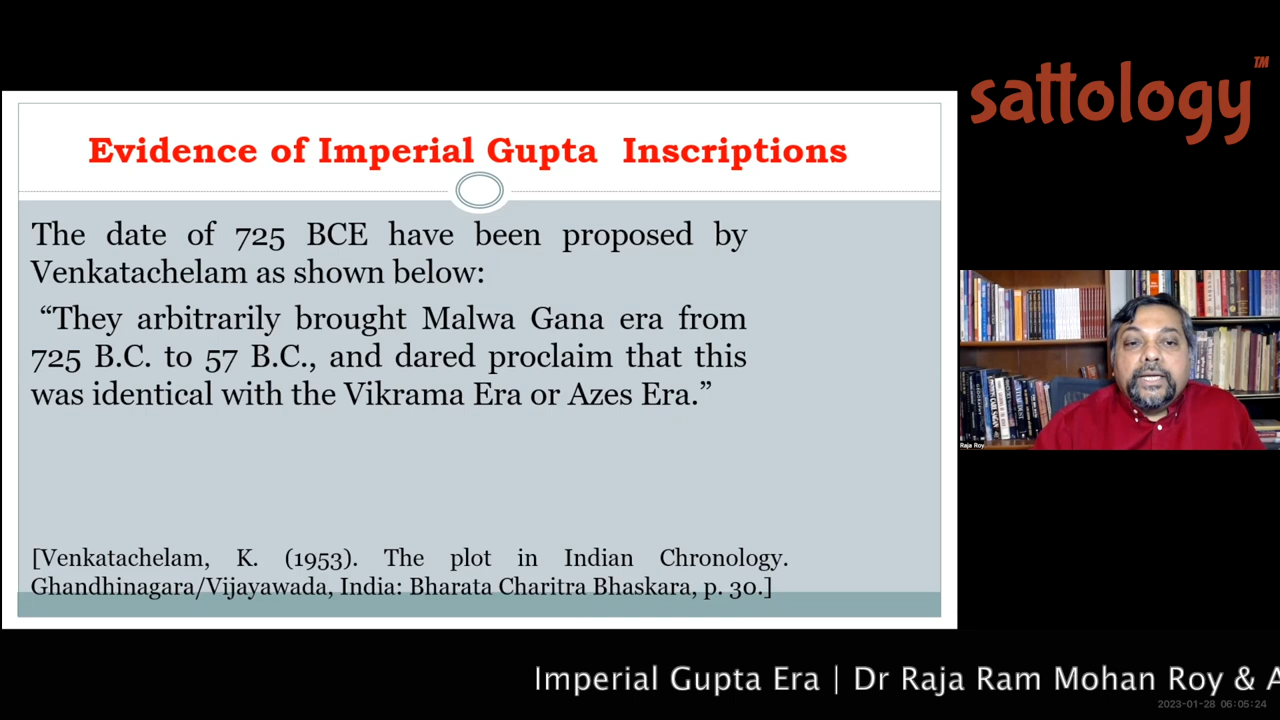 sattology™
Evidence of Imperial Gupta Inscriptions
The date of 725 BCE have been proposed by
Venkatachelam as shown below:
“They arbitrarily brought Malwa Gana era from
725 B.C. to 57 B.C., and dared proclaim that this
was identical with the Vikrama Era or Azes Era.”
Raja Roy
[Venkatachelam, K. (1953). The plot in Indian Chronology.
Ghandhinagara/Vijayawada, India: Bharata Charitra Bhaskara, p. 30.]
Imperial Gupta Era | Dr Raja Ram Mohan Roy & A
2023-01-28 06:05:24